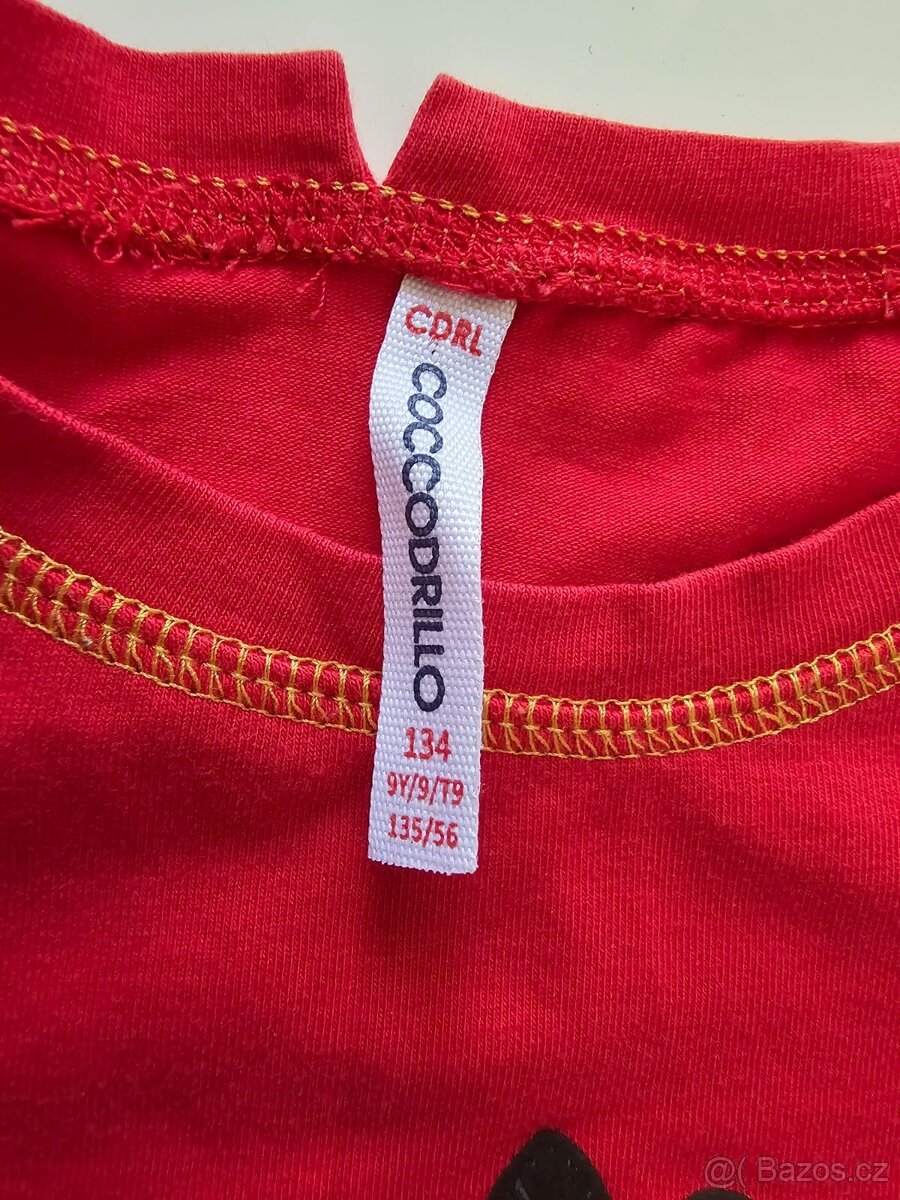 CDRL
COCCODRILLO
134
9Y/9/T9
135/56
@( Bazos.cz